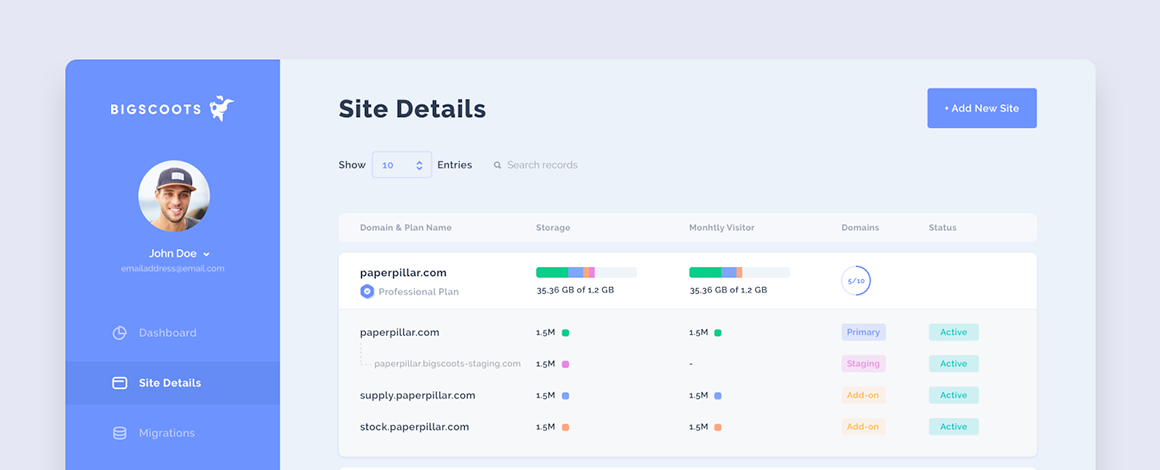 BIGSCOOTS
John Doe
emailaddress@email.com
Dashboard
Site Details
Migrations
Site Details
+ Add New Site
Show 10 Entries Search records
Domain & Plan Name Storage Monhtly Visitor Domains Status
paperpillar.com
Professional Plan
35,36 GB of 1,2 GB 35,36 GB of 1,2 GB 5/10
paperpillar.com 1.5M 1.5M Primary Active
paperpillar.bigscoots-staging.com 1.5M - Staging Active
supply.paperpillar.com 1.5M 1.5M Add-on Active
stock.paperpillar.com 1.5M 1.5M Add-on Active